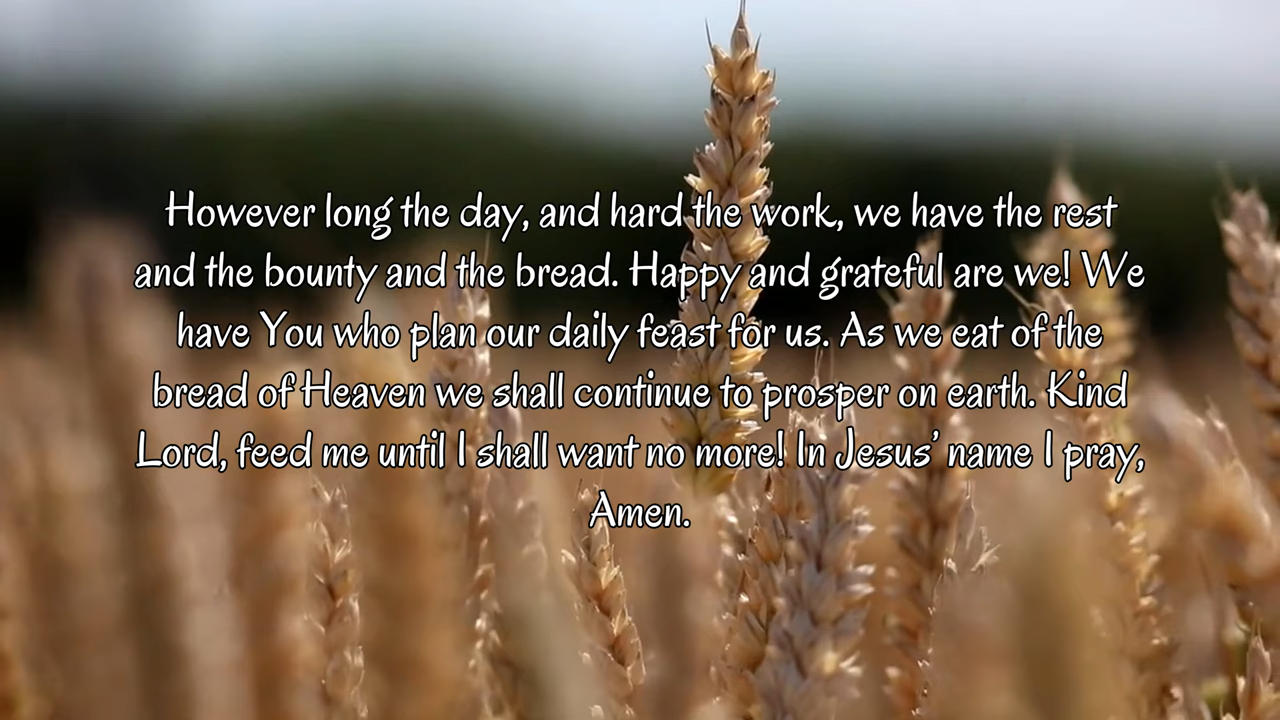 However long the day, and hard the work, we have the rest
and the bounty and the bread. Happy and grateful are we! We
have You who plan our daily feast for us. As we eat of the
bread of Heaven we shall continue to prosper on earth. Kind
Lord, feed me until I shall want no more! In Jesus’ name I pray,
Amen.